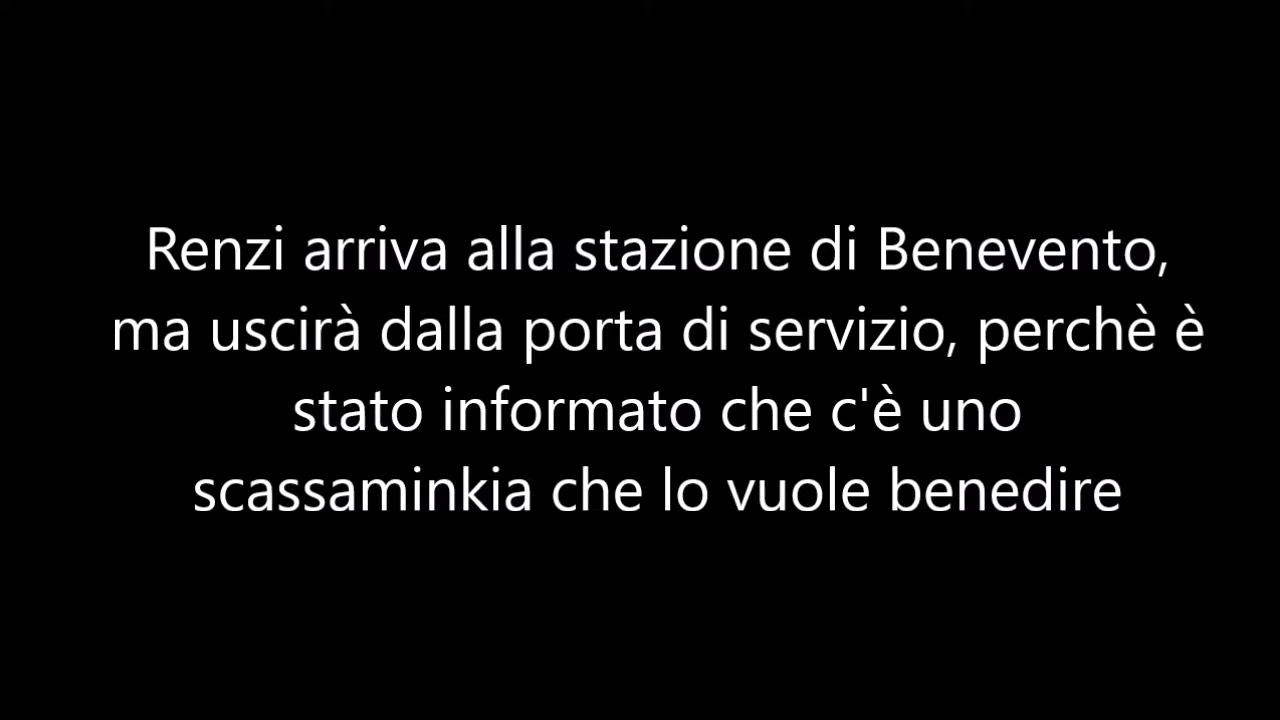 Renzi arriva alla stazione di Benevento,
ma uscirà dalla porta di servizio, perchè è
stato informato che c'è uno
scassaminkia che lo vuole benedire